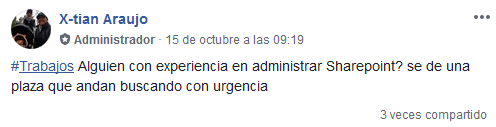 X-tian Araujo
Administrador · 15 de octubre a las 09:19
#Trabajos Alguien con experiencia en administrar Sharepoint? se de una
plaza que andan buscando con urgencia
3 veces compartido